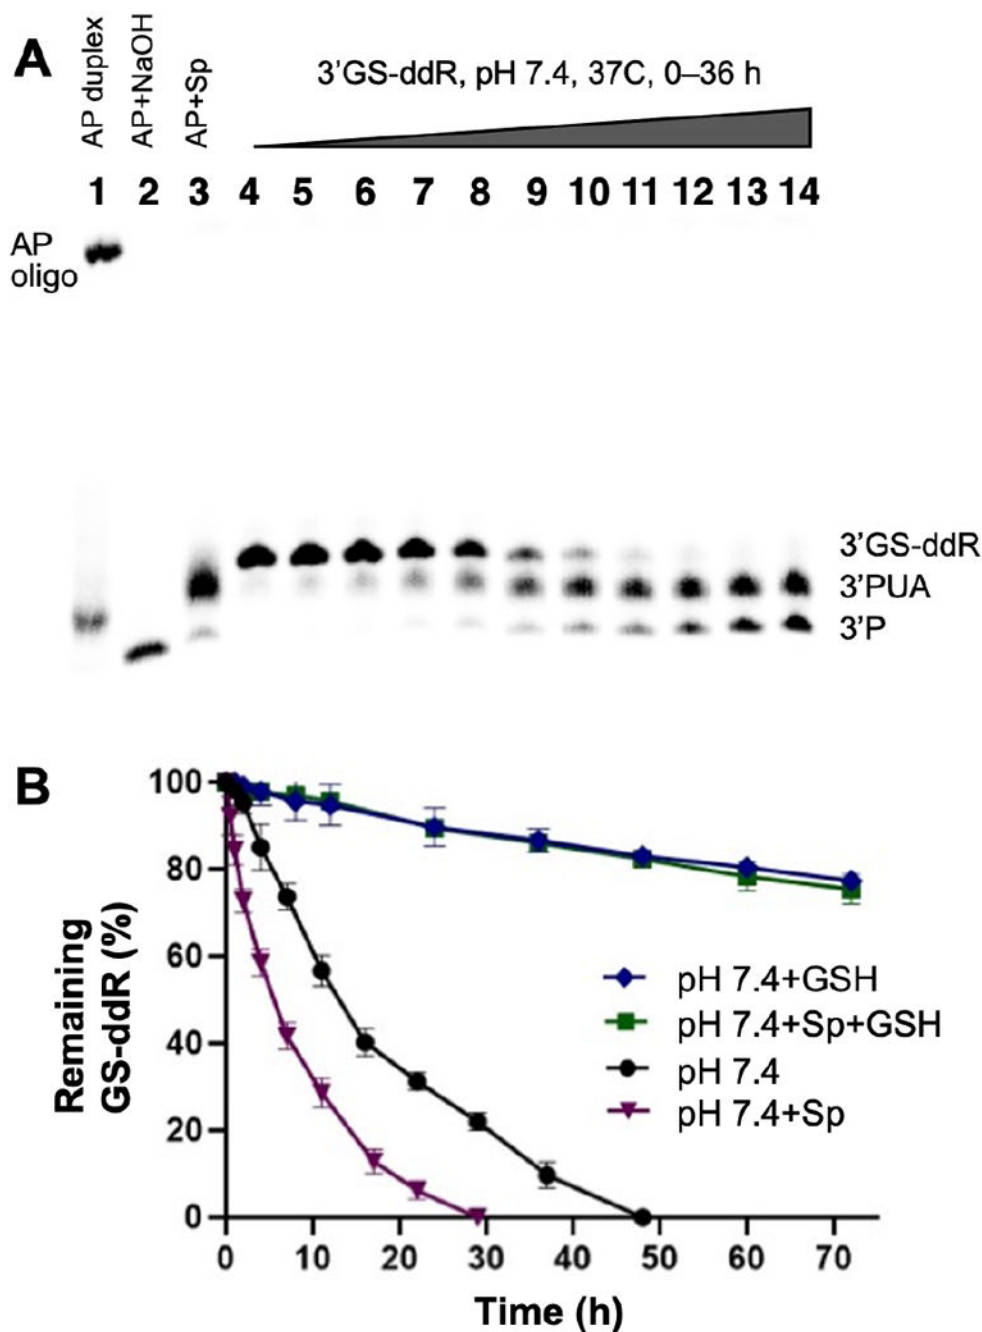 A
AP duplex
AP+NaOH
AP+Sp
3'GS-ddR, pH 7.4, 37C, 0–36 h
1 2 3 4 5 6 7 8 9 10 11 12 13 14
AP
oligo
3'GS-ddR
3'PUA
3'P
B
100
80
60
40
20
0
Remaining
GS-ddR (%)
pH 7.4+GSH
pH 7.4+Sp+GSH
pH 7.4
pH 7.4+Sp
0 10 20 30 40 50 60 70
Time (h)